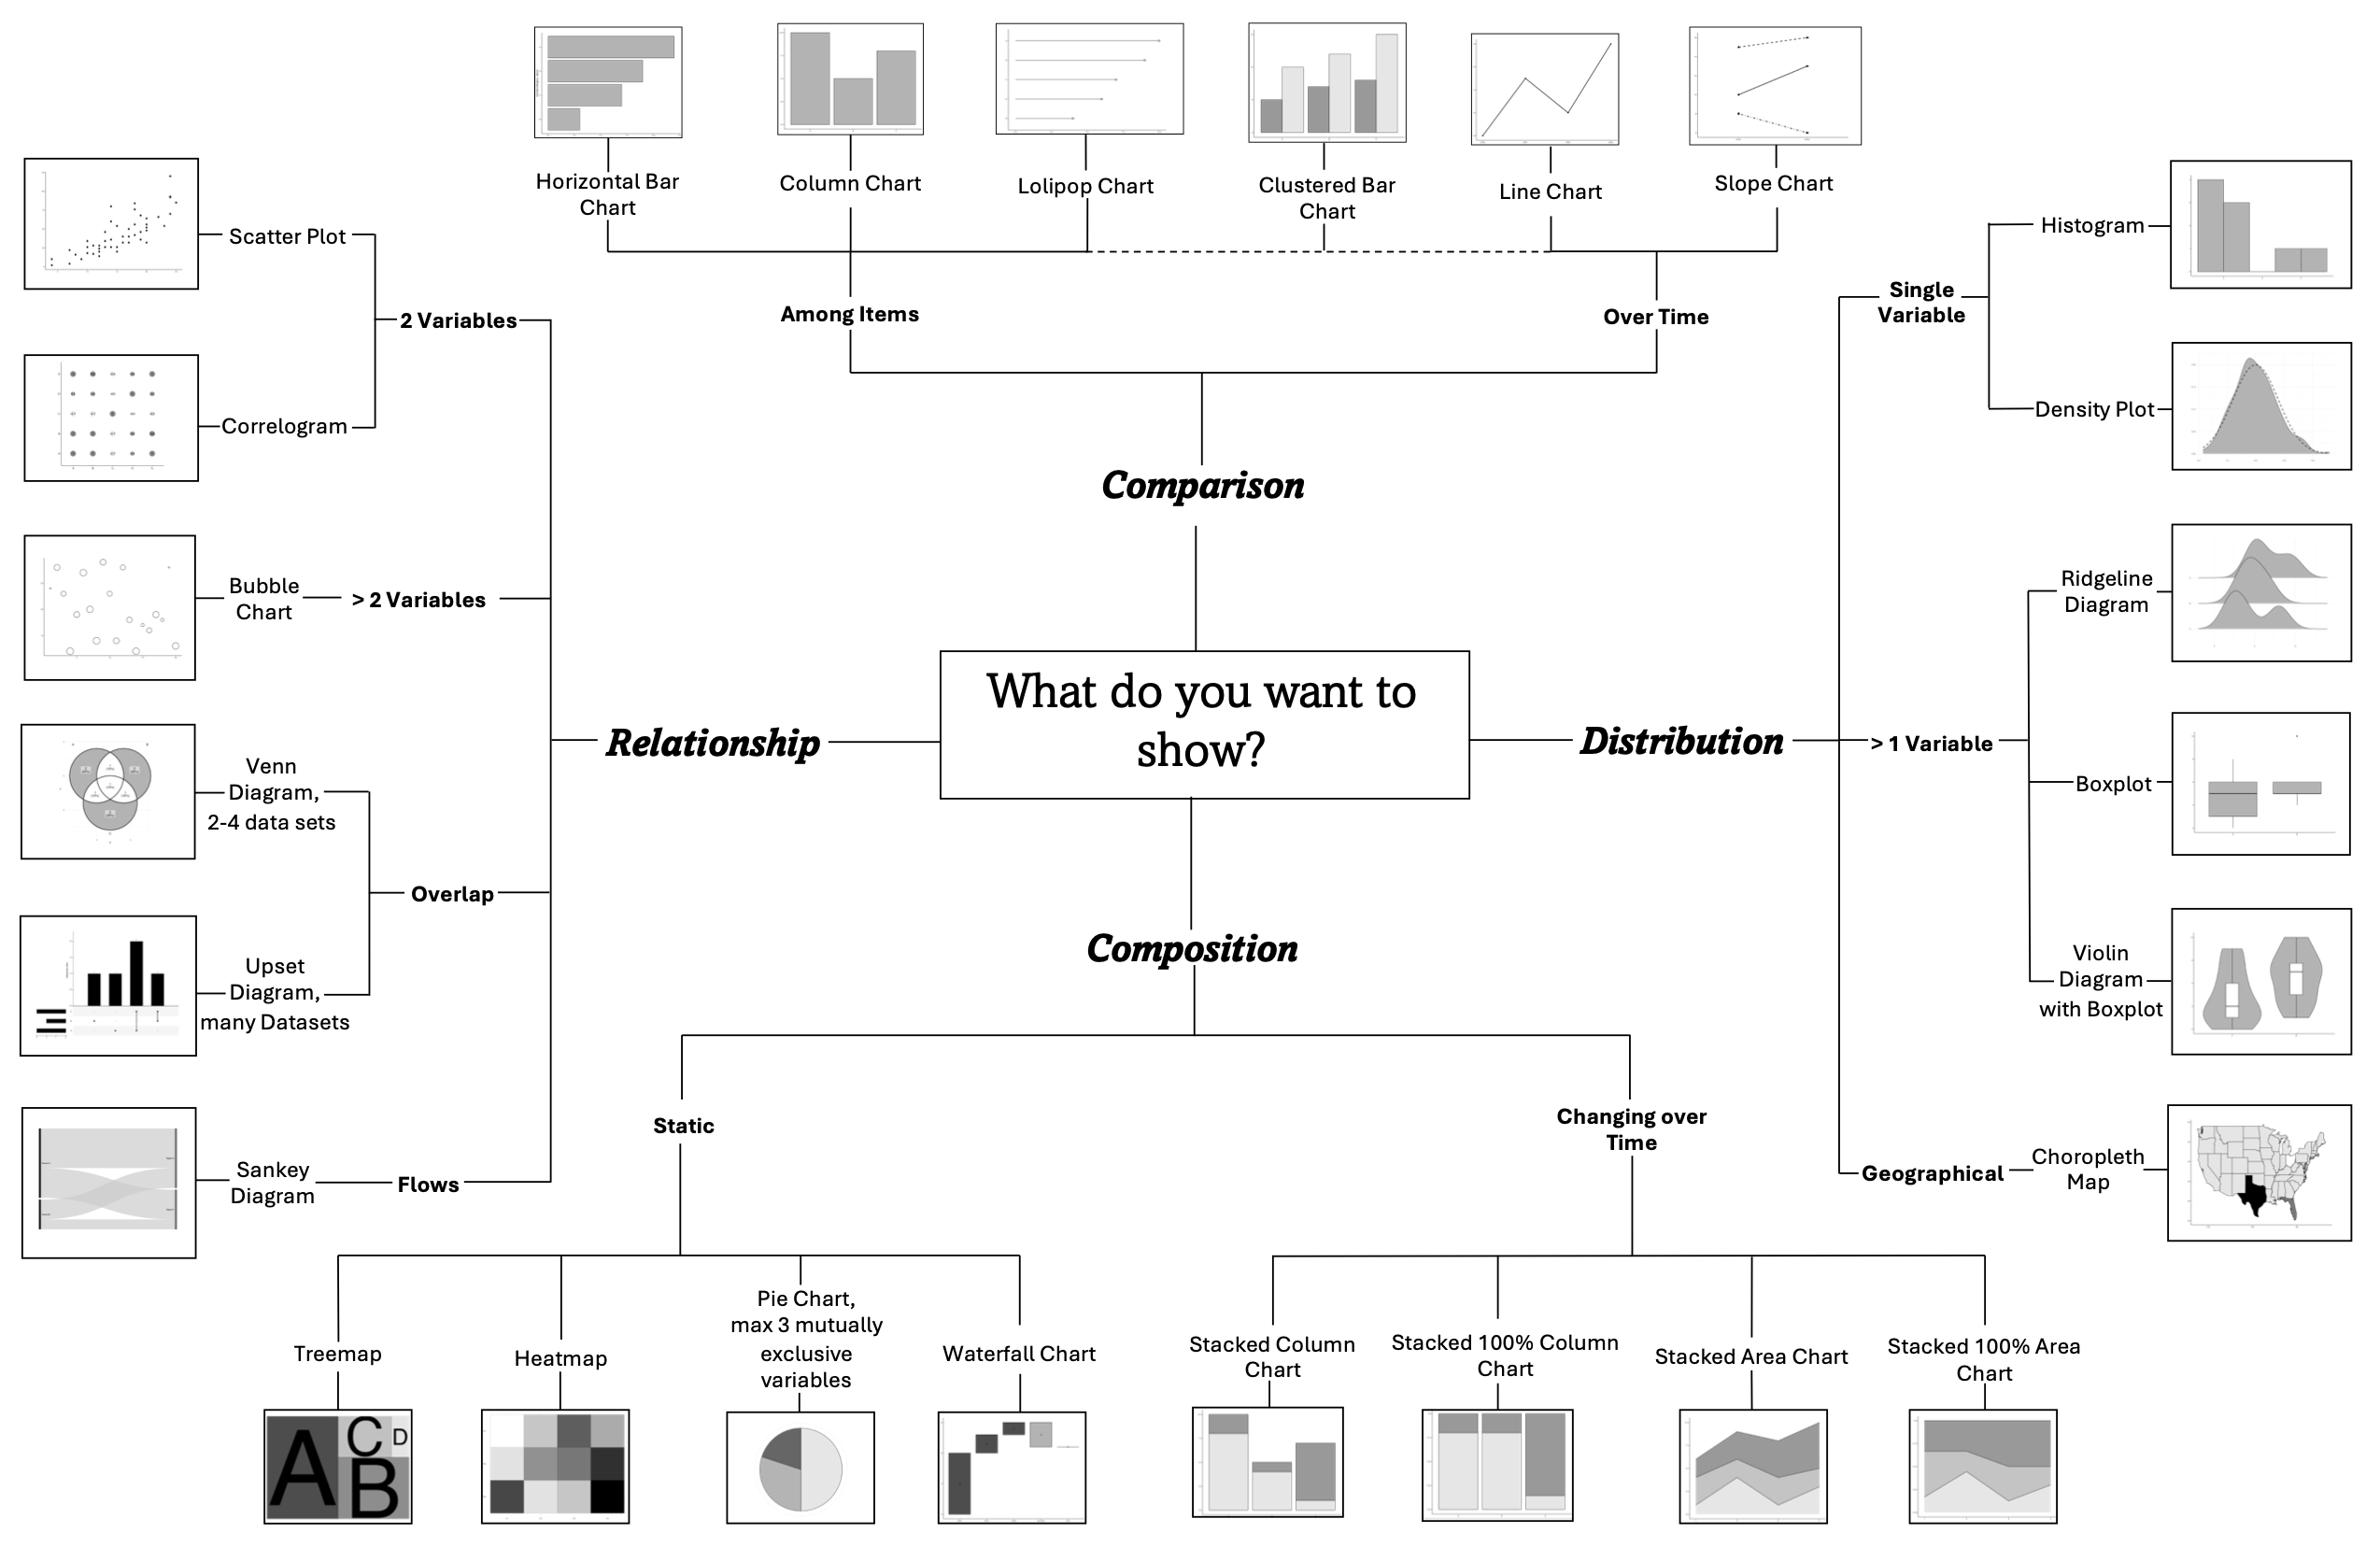 Horizontal Bar
Chart
Column Chart
Lolipop Chart
Clustered Bar
Chart
Line Chart
Slope Chart
Among Items
Over Time
Comparison
Scatter Plot
2 Variables
Correlogram
Bubble
Chart
> 2 Variables
Relationship
Venn
Diagram,
2-4 data sets
Overlap
Upset
Diagram,
many Datasets
Sankey
Diagram
Flows
What do you want to
show?
Distribution
Single
Variable
Histogram
Density Plot
> 1 Variable
Ridgeline
Diagram
Boxplot
Violin
Diagram
with Boxplot
Geographical
Choropleth
Map
Composition
Static
Changing over
Time
Treemap
Heatmap
Pie Chart,
max 3 mutually
exclusive
variables
Waterfall Chart
Stacked Column
Chart
Stacked 100% Column
Chart
Stacked Area Chart
Stacked 100% Area
Chart
A
C
D
B